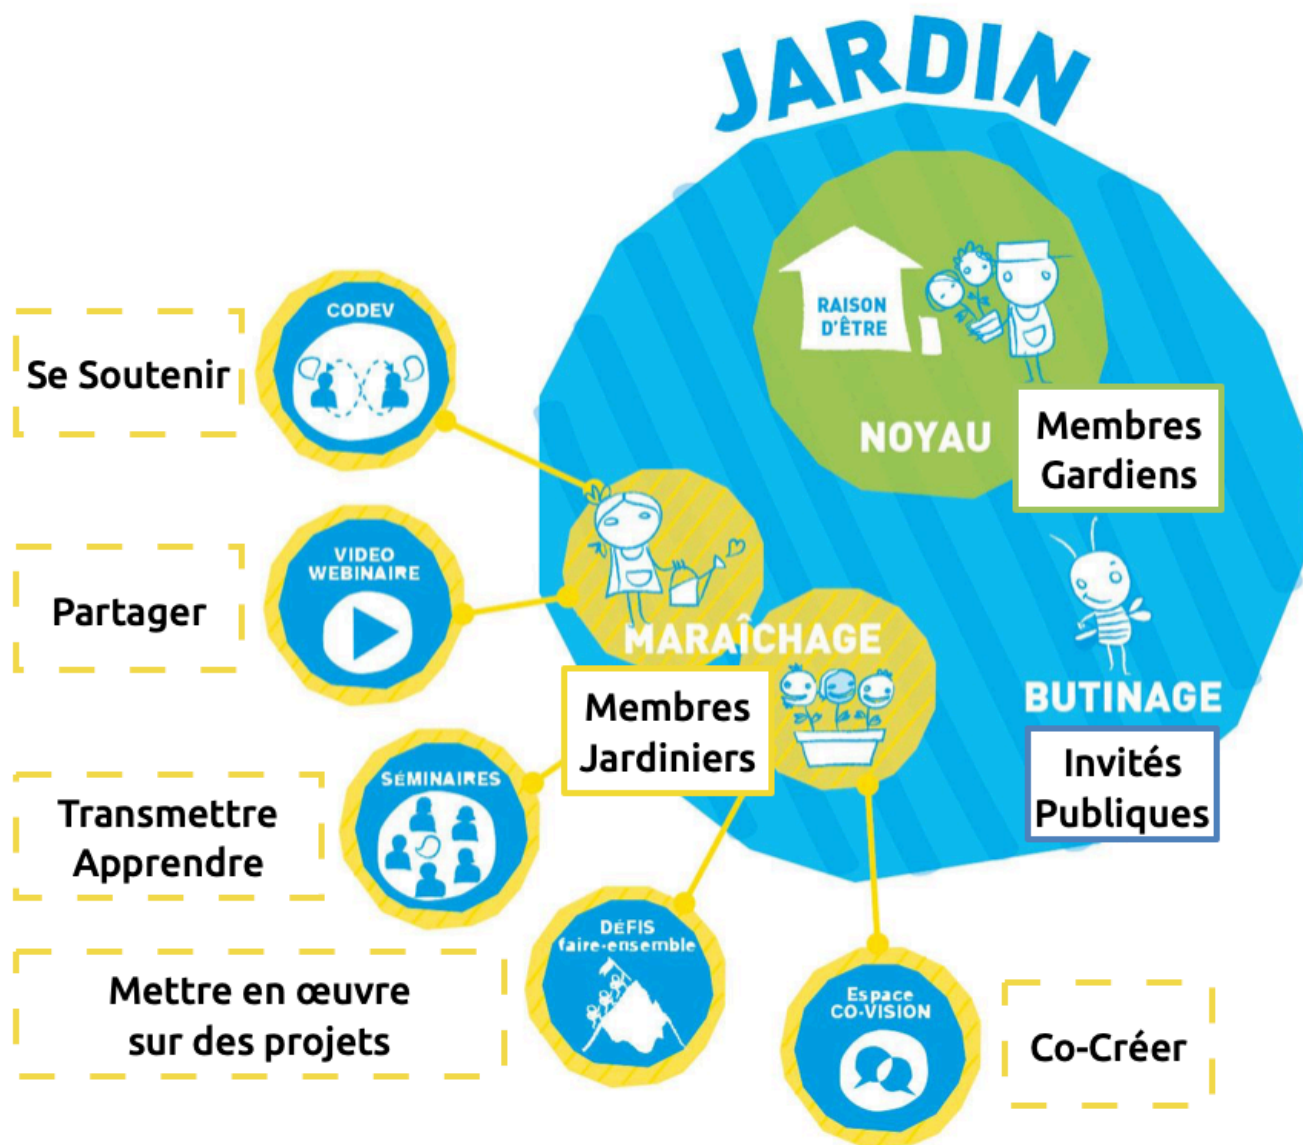 JARDIN
RAISON
D'ÊTRE
NOYAU
Membres
Gardiens
CODEV
Se Soutenir
VIDEO
WEBINAIRE
Partager
MARAÎCHAGE
Membres
Jardiniers
BUTINAGE
Invités
Publiques
SÉMINAIRES
Transmettre
Apprendre
DÉFIS
faire-ensemble
Mettre en œuvre
sur des projets
Espace
CO-VISION
Co-Créer